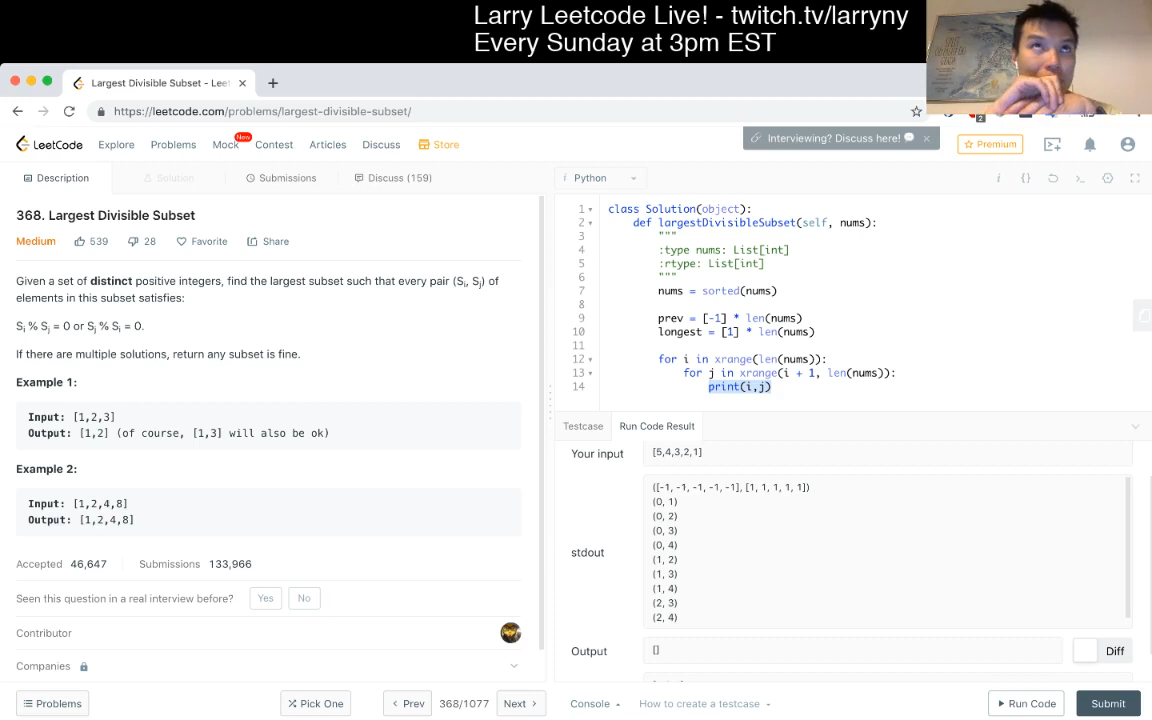 Larry Leetcode Live! - twitch.tv/larryny
Every Sunday at 3pm EST
Largest Divisible Subset - Leet
https://leetcode.com/problems/largest-divisible-subset/
2
LeetCode
Explore
Problems
Mock
New
Contest
Articles
Discuss
Store
Interviewing? Discuss here!
Premium
Description
Solution
Submissions
Discuss (159)
i Python
368. Largest Divisible Subset
Medium
539
28
Favorite
Share
Given a set of distinct positive integers, find the largest subset such that every pair (Si, Sj) of
elements in this subset satisfies:
Si % Sj = 0 or Sj % Si = 0.
If there are multiple solutions, return any subset is fine.
Example 1:
Input: [1,2,3]
Output: [1,2] (of course, [1,3] will also be ok)
Example 2:
Input: [1,2,4,8]
Output: [1,2,4,8]
Accepted 46,647
Submissions 133,966
Seen this question in a real interview before?
Yes
No
Contributor
Companies
Problems
Pick One
Prev
368/1077
Next
1 class Solution(object):
2 def largestDivisibleSubset(self, nums):
3 """
4 :type nums: List[int]
5 :rtype: List[int]
6 """
7 nums = sorted(nums)
8
9 prev = [-1] * len(nums)
10 longest = [1] * len(nums)
11
12 for i in xrange(len(nums)):
13 for j in xrange(i + 1, len(nums)):
14 print(i,j)
Testcase
Run Code Result
Your input
[5,4,3,2,1]
stdout
([-1, -1, -1, -1, -1], [1, 1, 1, 1, 1])
(0, 1)
(0, 2)
(0, 3)
(0, 4)
(1, 2)
(1, 3)
(1, 4)
(2, 3)
(2, 4)
Output
[]
Diff
Console
How to create a testcase
Run Code
Submit